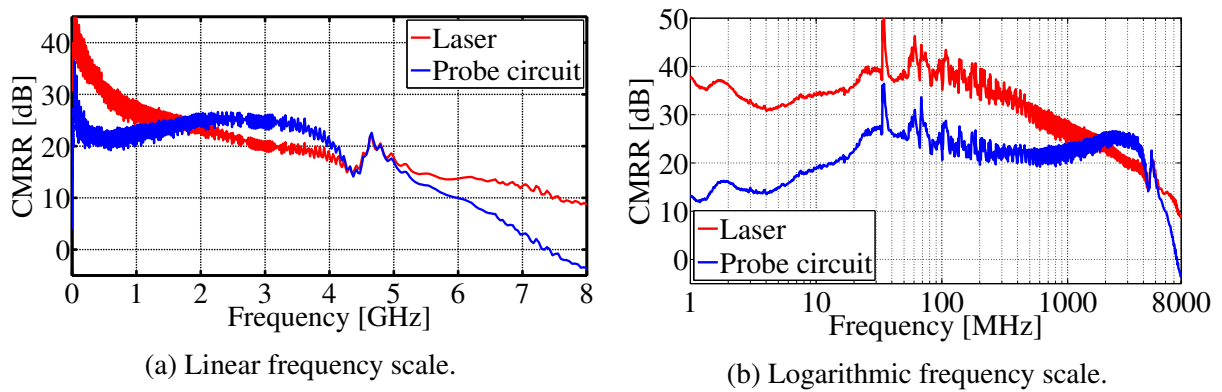 40
30
20
10
0
CMRR [dB]
Laser
Probe circuit
0 1 2 3 4 5 6 7 8
Frequency [GHz]
(a) Linear frequency scale.
50
40
30
20
10
0
CMRR [dB]
Laser
Probe circuit
1 10 100 1000 8000
Frequency [MHz]
(b) Logarithmic frequency scale.